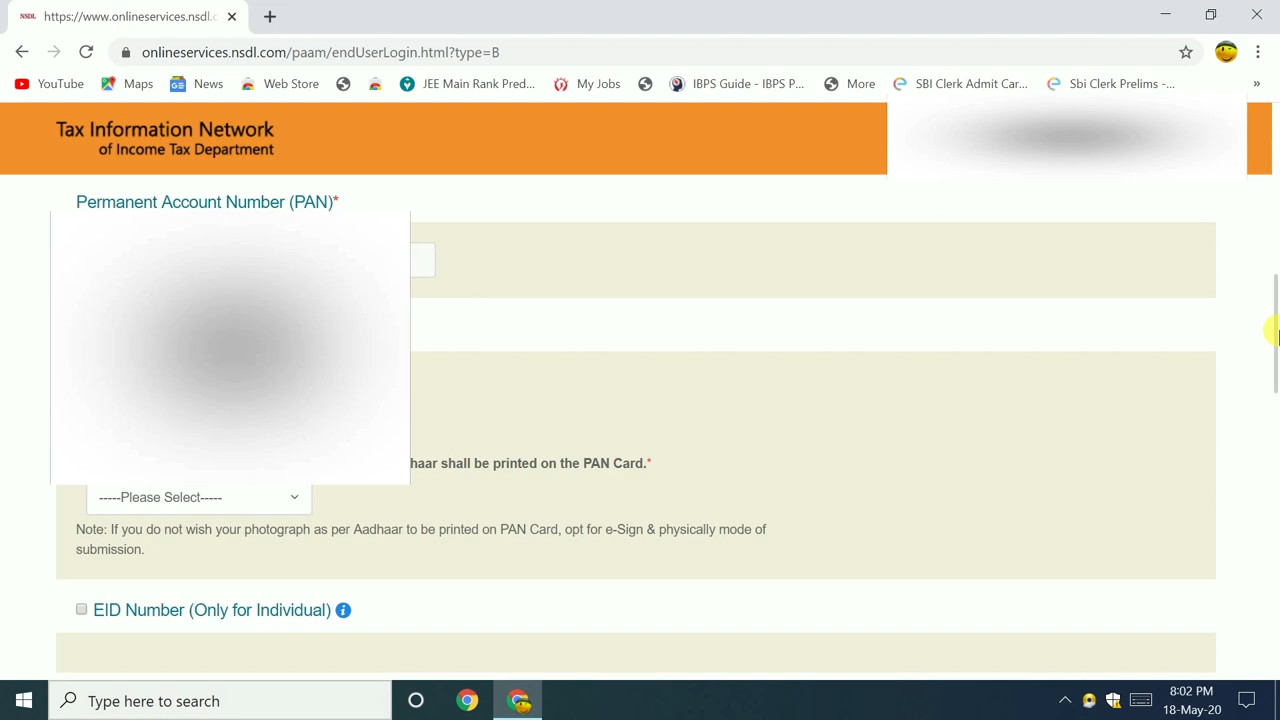 NSDL https://www.onlineservices.nsdl.c
onlineservices.nsdl.com/paam/endUserLogin.html?type=B
YouTube Maps News Web Store JEE Main Rank Pred... My Jobs IBPS Guide - IBPS P... More SBI Clerk Admit Car... Sbi Clerk Prelims -... »
Tax Information Network
of Income Tax Department
Permanent Account Number (PAN)*
haar shall be printed on the PAN Card.*
-----Please Select-----
Note: If you do not wish your photograph as per Aadhaar to be printed on PAN Card, opt for e-Sign & physically mode of
submission.
EID Number (Only for Individual) i
Type here to search
8:02 PM
18-May-20